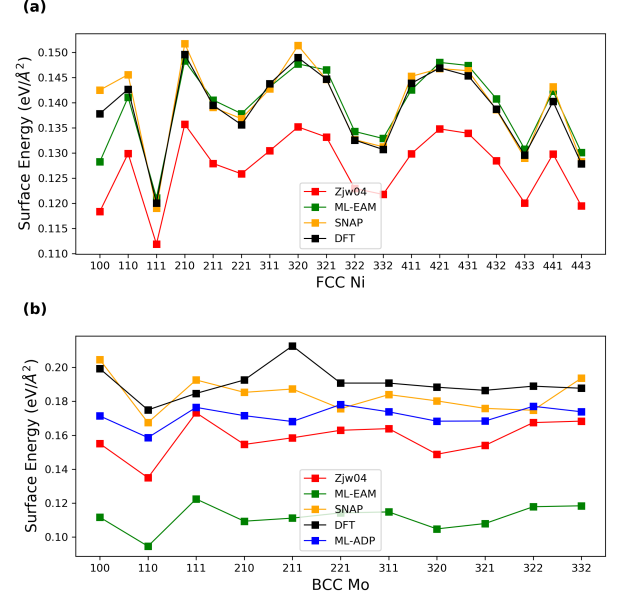 (a)
Surface Energy (eV/Å²)
0.150
0.145
0.140
0.135
0.130
0.125
0.120
0.115
0.110
Zjw04
ML-EAM
SNAP
DFT
100 110 111 210 211 221 311 320 321 322 332 411 421 431 432 433 441 443
FCC Ni
(b)
Surface Energy (eV/Å²)
0.20
0.18
0.16
0.14
0.12
0.10
Zjw04
ML-EAM
SNAP
DFT
ML-ADP
100 110 111 210 211 221 311 320 321 322 332
BCC Mo